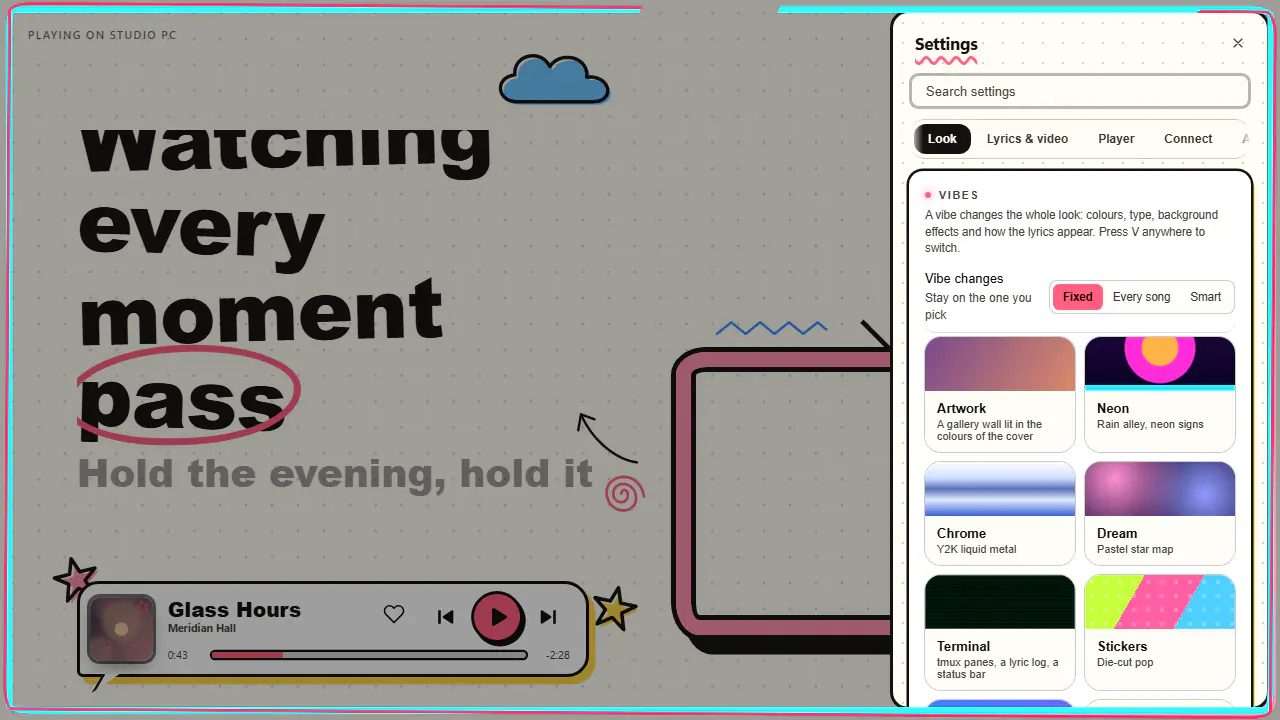 PLAYING ON STUDIO PC
Watching
every
moment
pass
Hold the evening, hold it
Glass Hours
Meridian Hall
0:43
-2:28
Settings
Search settings
Look
Lyrics & video
Player
Connect
VIBES
A vibe changes the whole look: colours, type, background
effects and how the lyrics appear. Press V anywhere to
switch.
Vibe changes
Stay on the one you
pick
Fixed
Every song
Smart
Artwork
A gallery wall lit in the
colours of the cover
Neon
Rain alley, neon signs
Chrome
Y2K liquid metal
Dream
Pastel star map
Terminal
tmux panes, a lyric log, a
status bar
Stickers
Die-cut pop